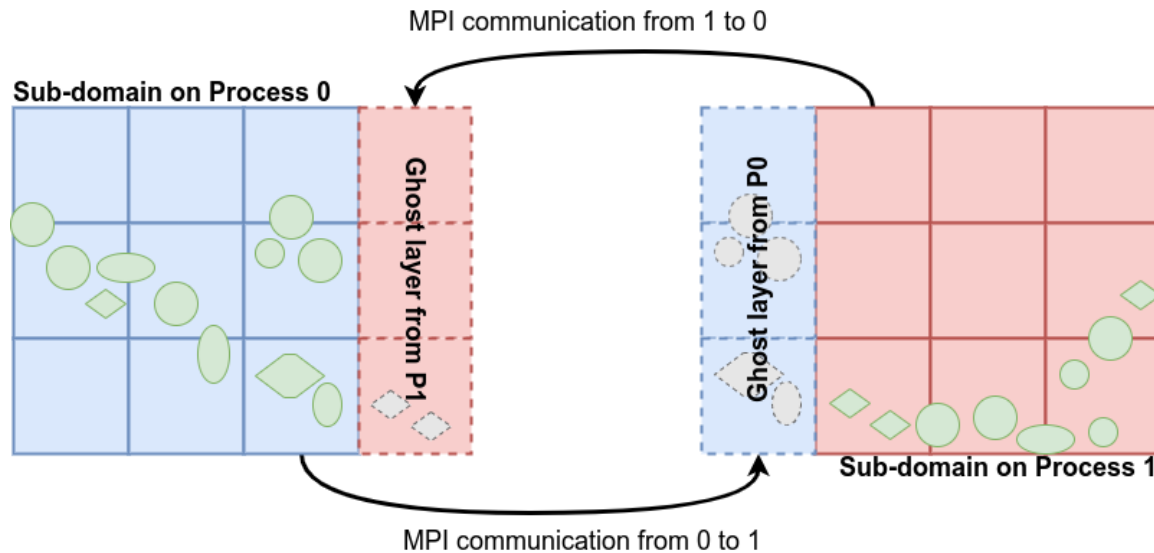 MPI communication from 1 to 0
Sub-domain on Process 0
Ghost layer from P1
Ghost layer from P0
Sub-domain on Process 1
MPI communication from 0 to 1